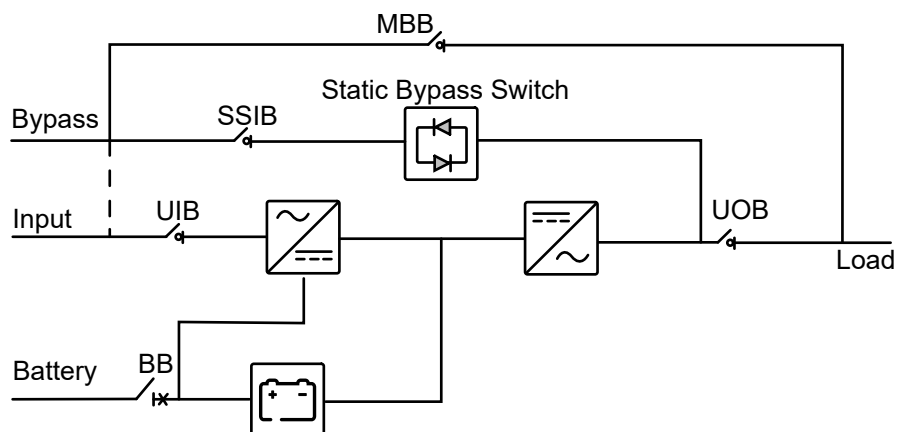 MBB
Static Bypass Switch
Bypass
SSIB
Input
UIB
UOB
Load
Battery
BB
+ -